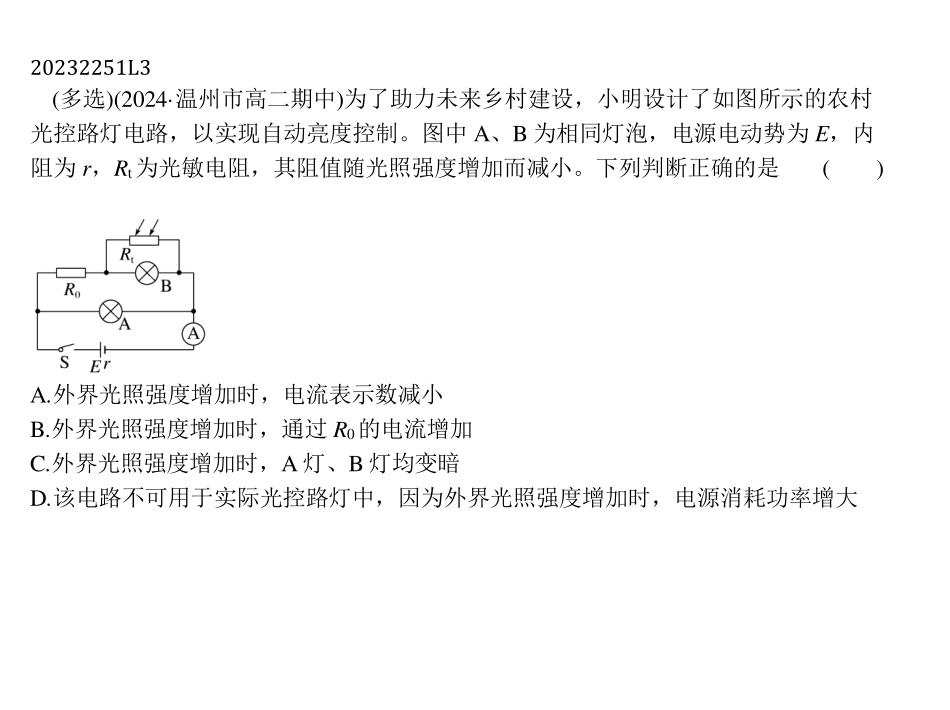 20232251L3
(多选)(2024·温州市高二期中)为了助力未来乡村建设，小明设计了如图所示的农村
光控路灯电路，以实现自动亮度控制。图中 A、B 为相同灯泡，电源电动势为 E，内
阻为 r，Rt 为光敏电阻，其阻值随光照强度增加而减小。下列判断正确的是 ( )
Rt
R0
B
A
A
S
E r
A.外界光照强度增加时，电流表示数减小
B.外界光照强度增加时，通过 R0 的电流增加
C.外界光照强度增加时，A 灯、B 灯均变暗
D.该电路不可用于实际光控路灯中，因为外界光照强度增加时，电源消耗功率增大